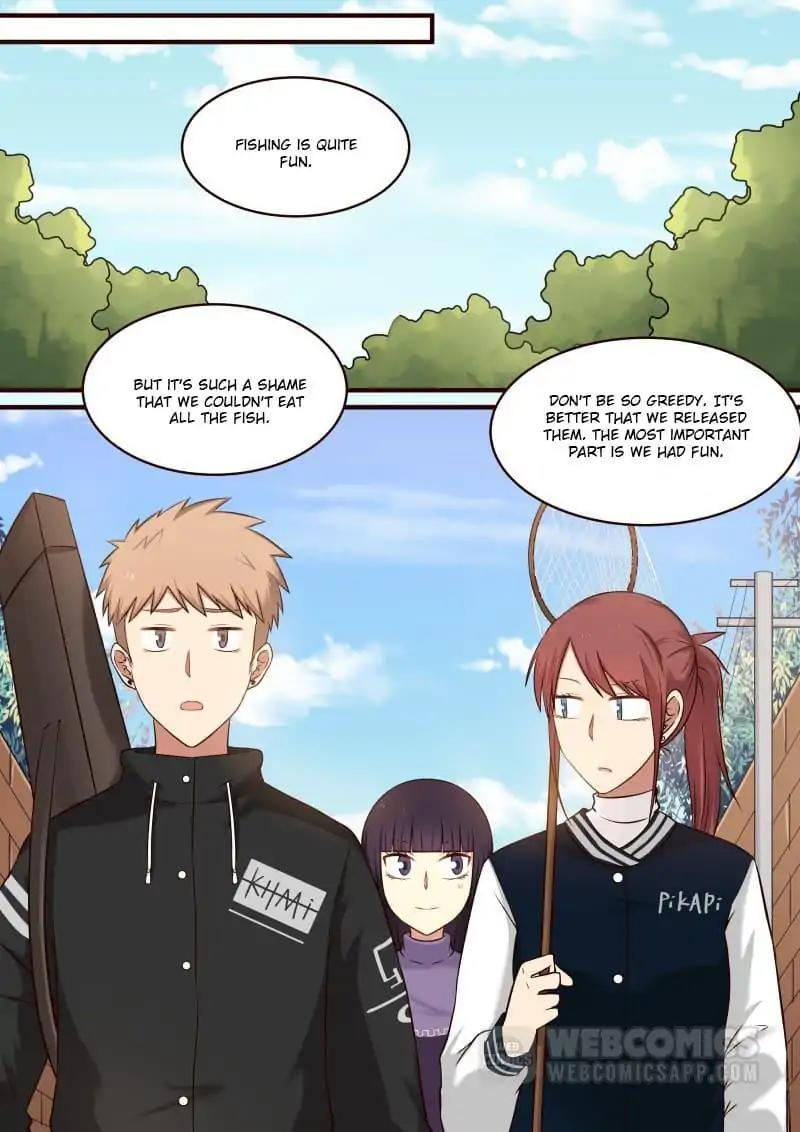 FISHING IS QUITE
FUN.
BUT IT'S SUCH A SHAME
THAT WE COULDN'T EAT
ALL THE FISH.
DON'T BE SO GREEDY. IT'S
BETTER THAT WE RELEASED
THEM. THE MOST IMPORTANT
PART IS WE HAD FUN.
KIIMI
PiKAPi
WEBCOMICS
WEBCOMICSAPP.COM